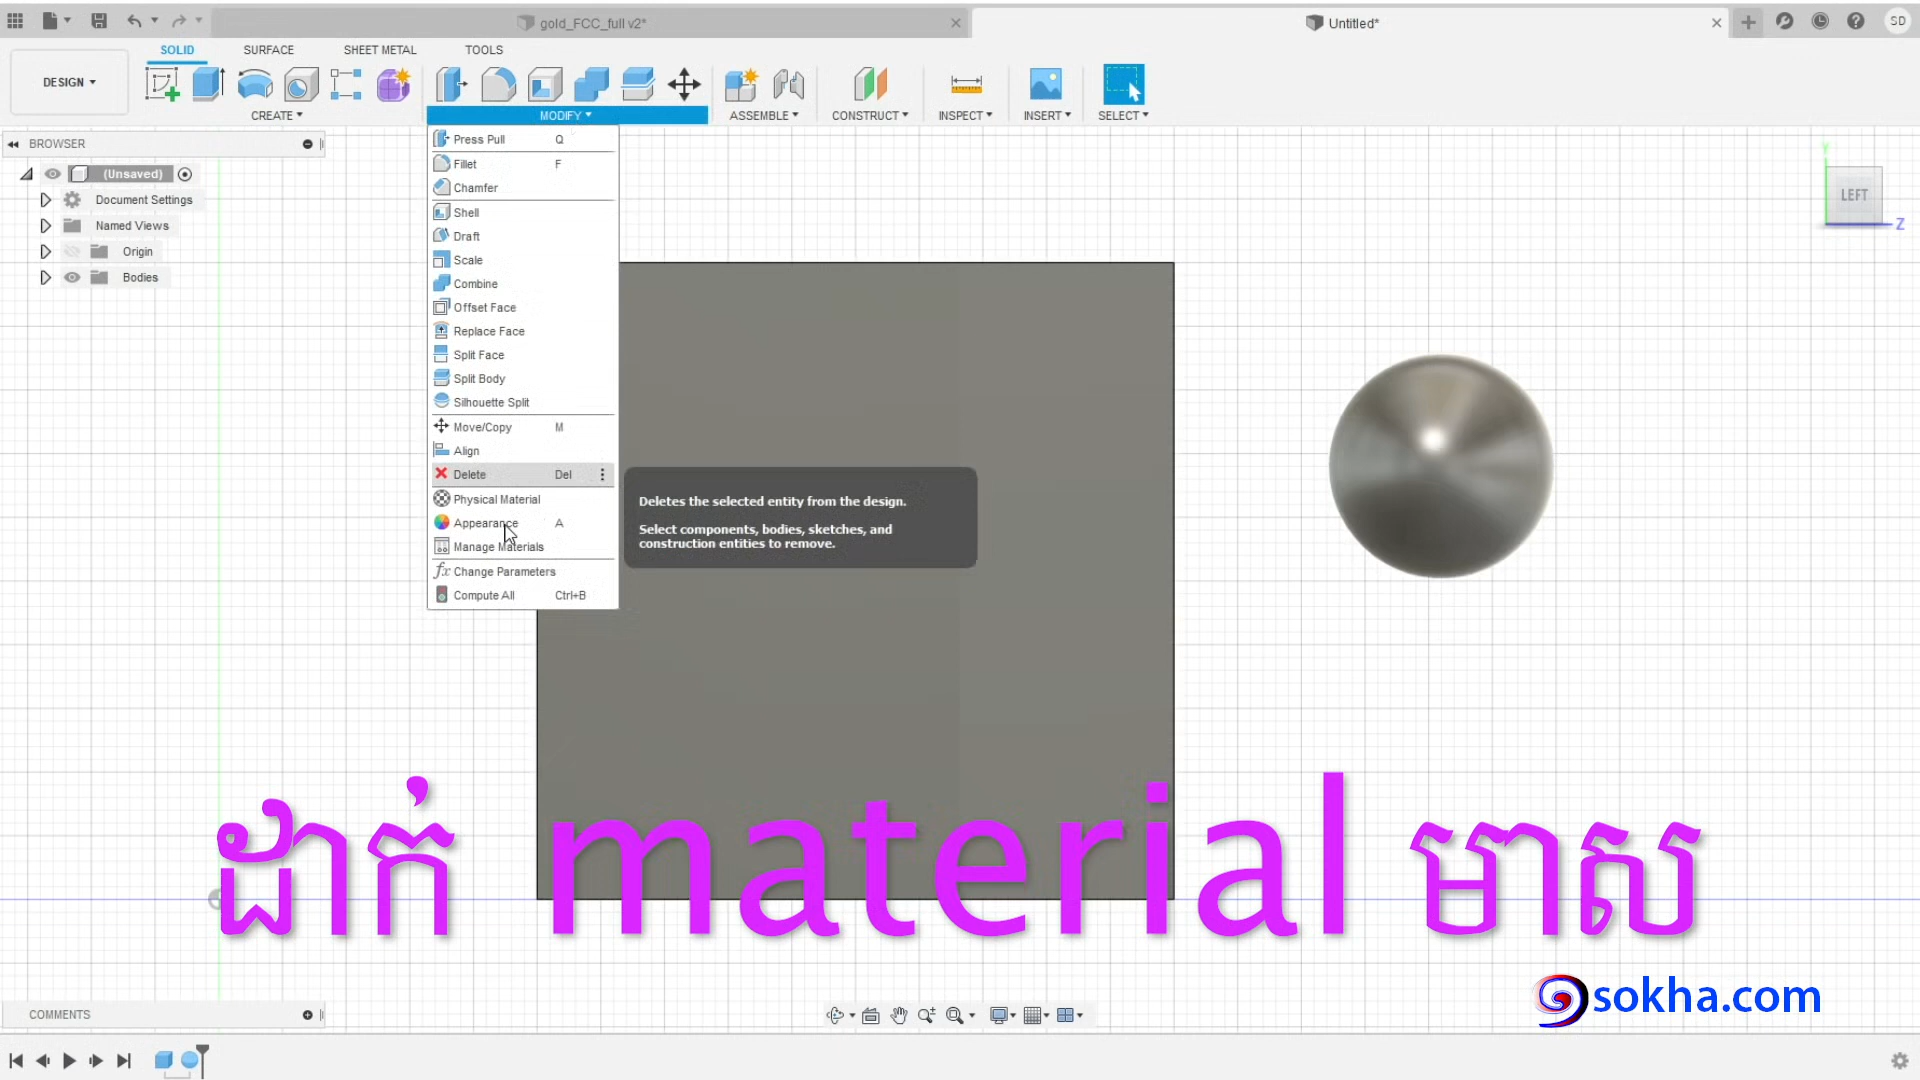 gold_FCC_full v2*
Untitled*
SD
SOLID
SURFACE
SHEET METAL
TOOLS
DESIGN
CREATE
MODIFY
ASSEMBLE
CONSTRUCT
INSPECT
INSERT
SELECT
BROWSER
(Unsaved)
Document Settings
Named Views
Origin
Bodies
Press Pull Q
Fillet F
Chamfer
Shell
Draft
Scale
Combine
Offset Face
Replace Face
Split Face
Split Body
Silhouette Split
Move/Copy M
Align
Delete Del
Physical Material
Appearance A
Manage Materials
Change Parameters
Compute All Ctrl+B
Deletes the selected entity from the design.
Select components, bodies, sketches, and
construction entities to remove.
Y
LEFT
Z
ដាក់ material មាស
sokha.com
COMMENTS